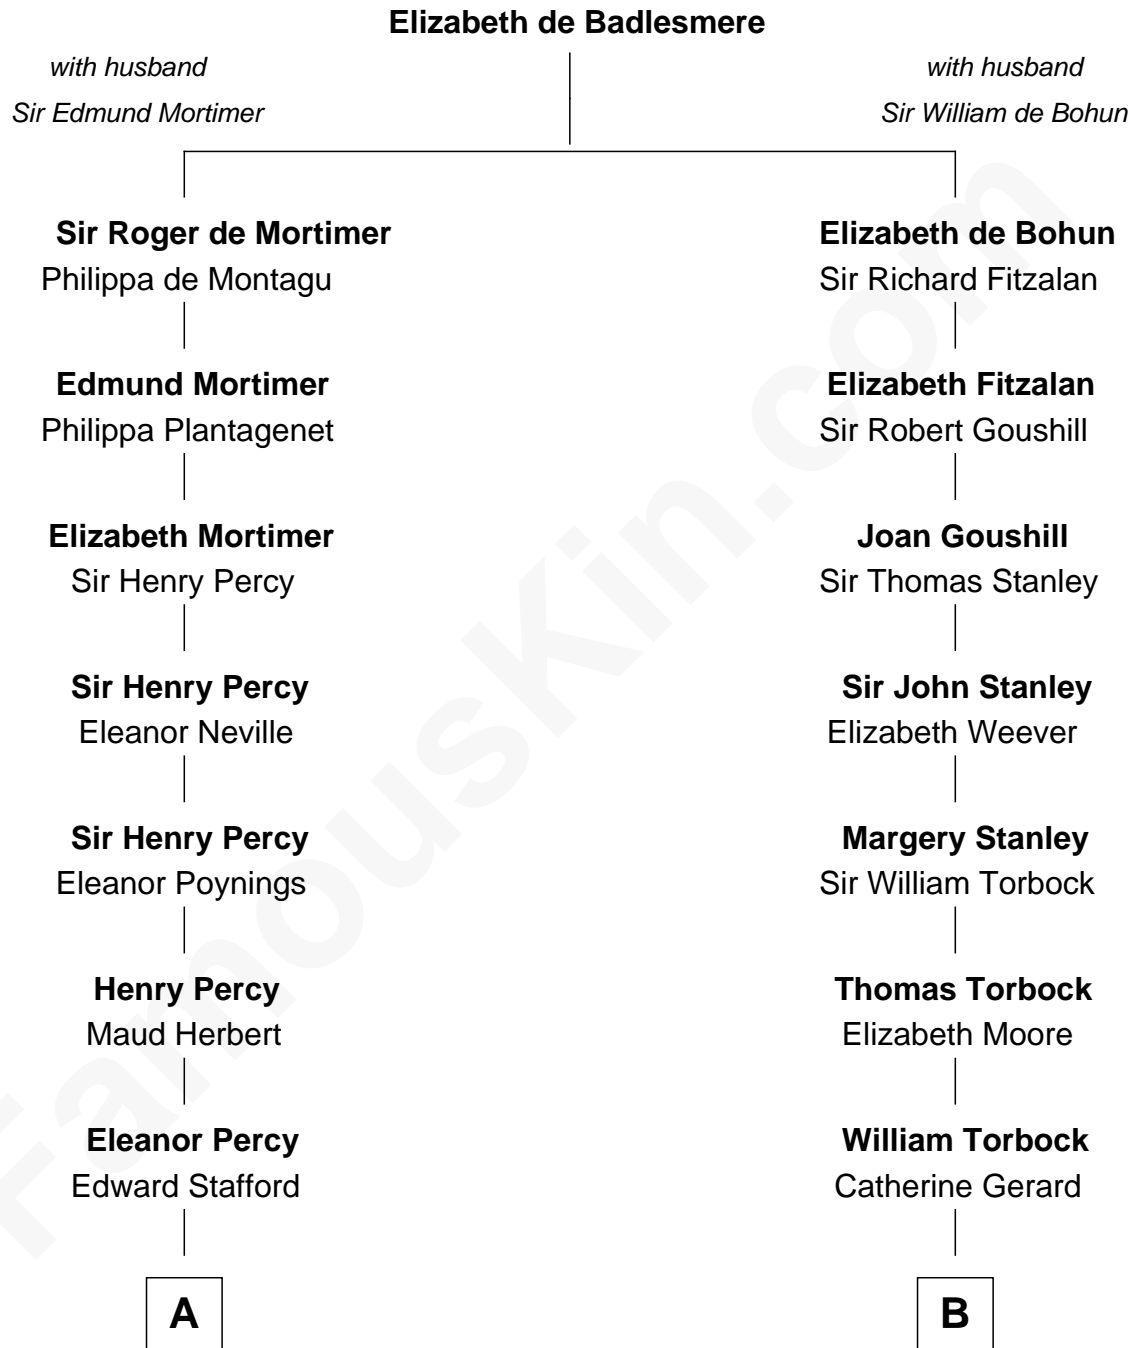 Elizabeth de Badlesmere
with husband
Sir Edmund Mortimer
with husband
Sir William de Bohun
Sir Roger de Mortimer
Philippa de Montagu
Elizabeth de Bohun
Sir Richard Fitzalan
Edmund Mortimer
Philippa Plantagenet
Elizabeth Fitzalan
Sir Robert Goushill
Elizabeth Mortimer
Sir Henry Percy
Joan Goushill
Sir Thomas Stanley
Sir Henry Percy
Eleanor Neville
Sir John Stanley
Elizabeth Weever
Sir Henry Percy
Eleanor Poynings
Margery Stanley
Sir William Torbock
Henry Percy
Maud Herbert
Thomas Torbock
Elizabeth Moore
Eleanor Percy
Edward Stafford
William Torbock
Catherine Gerard
A
B
FamousKin.com